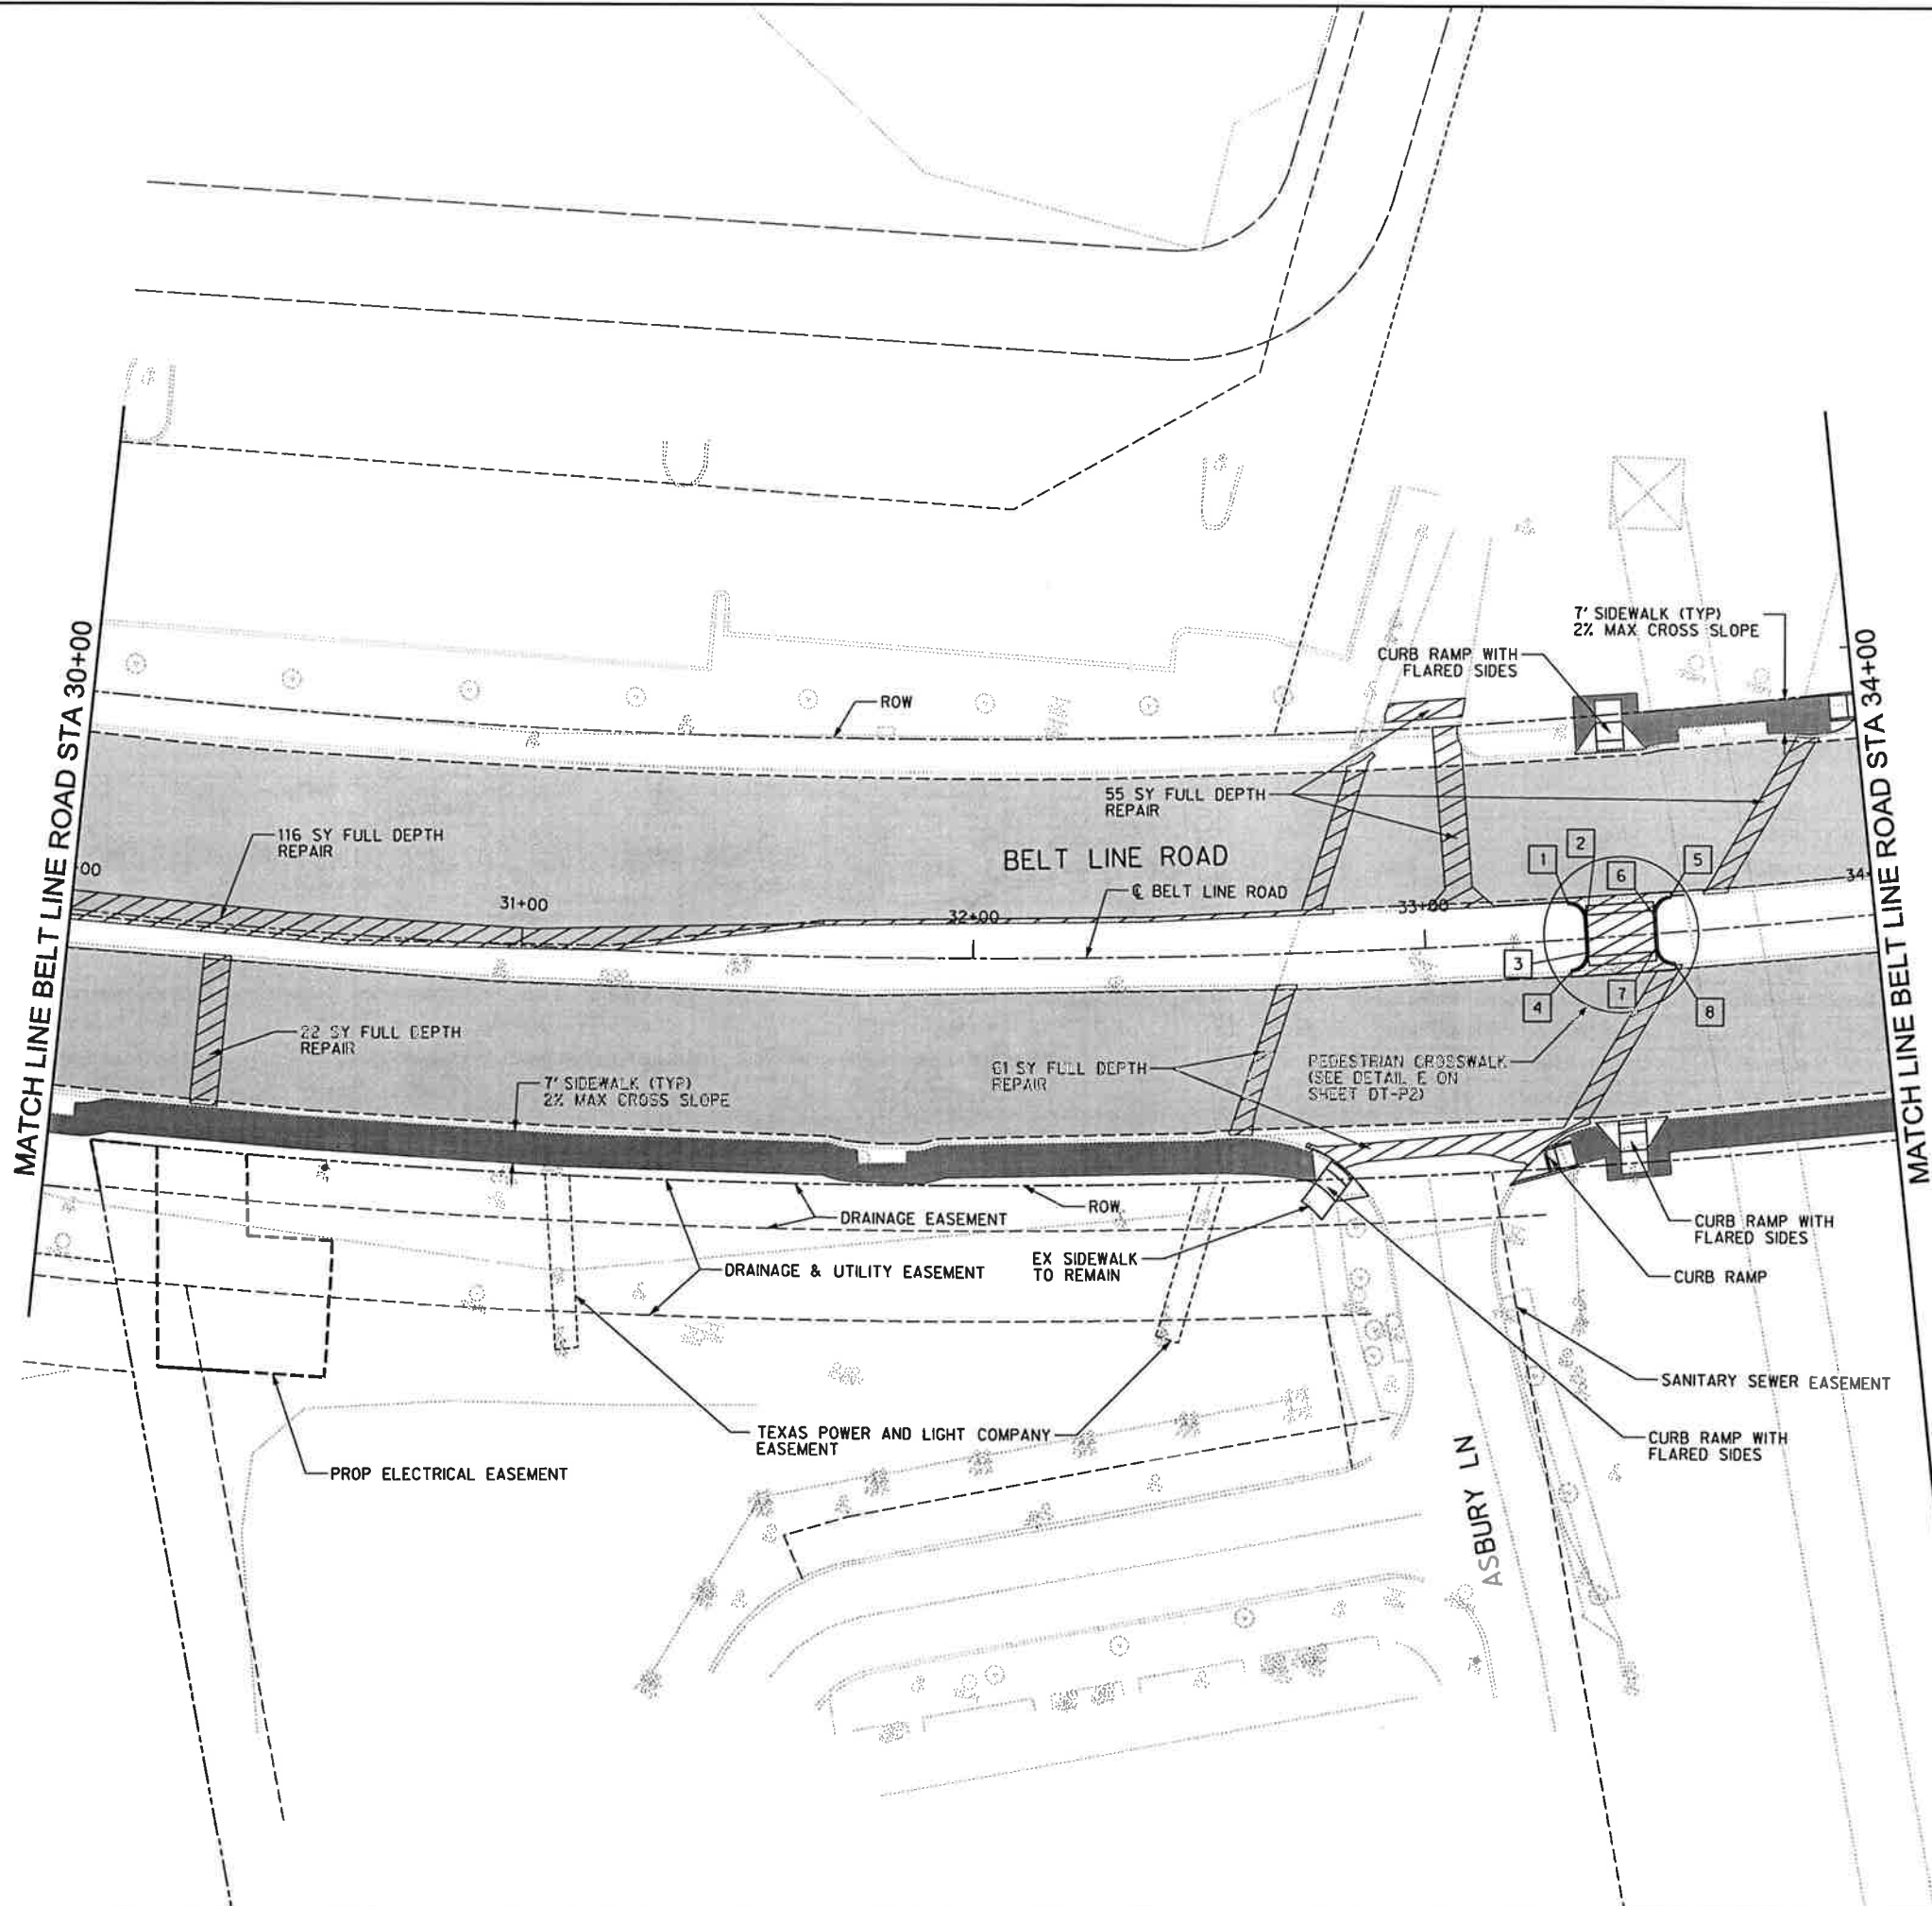 7' SIDEWALK (TYP)
2% MAX CROSS SLOPE
CURB RAMP WITH
FLARED SIDES
MATCH LINE BELT LINE ROAD STA 30+00
MATCH LINE BELT LINE ROAD STA 34+00
ROW
55 SY FULL DEPTH
REPAIR
116 SY FULL DEPTH
REPAIR
BELT LINE ROAD
℄ BELT LINE ROAD
+00
31+00
32+00
33+00
34+
1
2
6
5
3
4
7
8
22 SY FULL DEPTH
REPAIR
7' SIDEWALK (TYP)
2% MAX CROSS SLOPE
61 SY FULL DEPTH
REPAIR
PEDESTRIAN CROSSWALK
(SEE DETAIL E ON
SHEET DT-P2)
DRAINAGE EASEMENT
ROW
DRAINAGE & UTILITY EASEMENT
EX SIDEWALK
TO REMAIN
CURB RAMP WITH
FLARED SIDES
CURB RAMP
SANITARY SEWER EASEMENT
CURB RAMP WITH
FLARED SIDES
TEXAS POWER AND LIGHT COMPANY
EASEMENT
PROP ELECTRICAL EASEMENT
ASBURY LN